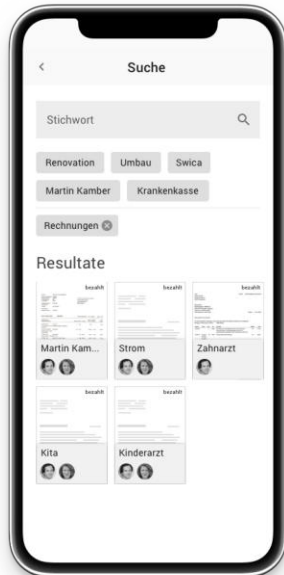 Suche
Stichwort
Renovation Umbau Swica
Martin Kamber Krankenkasse
Rechnungen
Resultate
bezahlt bezahlt bezahlt
Martin Kam... Strom Zahnarzt
bezahlt bezahlt
Kita Kinderarzt